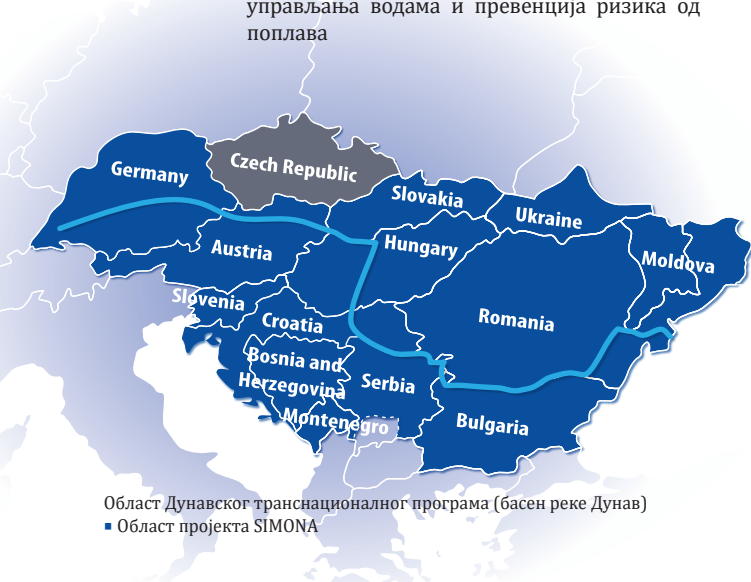 управљања водама и превенција ризика од
поплава
Germany
Czech Republic
Slovakia
Ukraine
Austria
Hungary
Moldova
Slovenia
Croatia
Romania
Bosnia and
Herzegovina
Serbia
Montenegro
Bulgaria
Област Дунавског транснационалног програма (басен реке Дунав)
▪ Област пројекта SIMONA